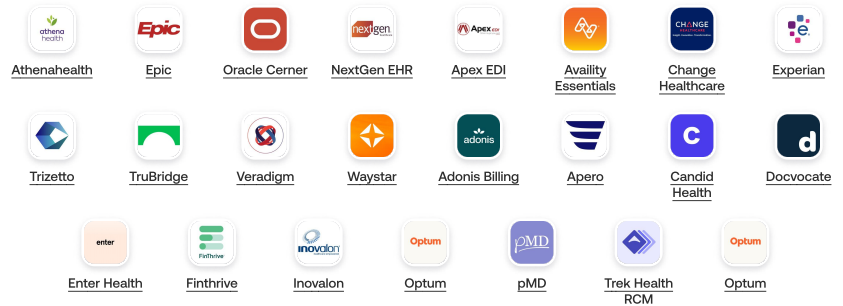 athena
health
Epic
nextgen
Apex EDI
CHANGE
HEALTHCARE
e
Athenahealth
Epic
Oracle Cerner
NextGen EHR
Apex EDI
Availity
Essentials
Change
Healthcare
Experian
adonis
C
d
Trizetto
TruBridge
Veradigm
Waystar
Adonis Billing
Apero
Candid
Health
Docvocate
enter
FinThrive
inovalon
Optum
pMD
Optum
Enter Health
Finthrive
Inovalon
Optum
pMD
Trek Health
RCM
Optum